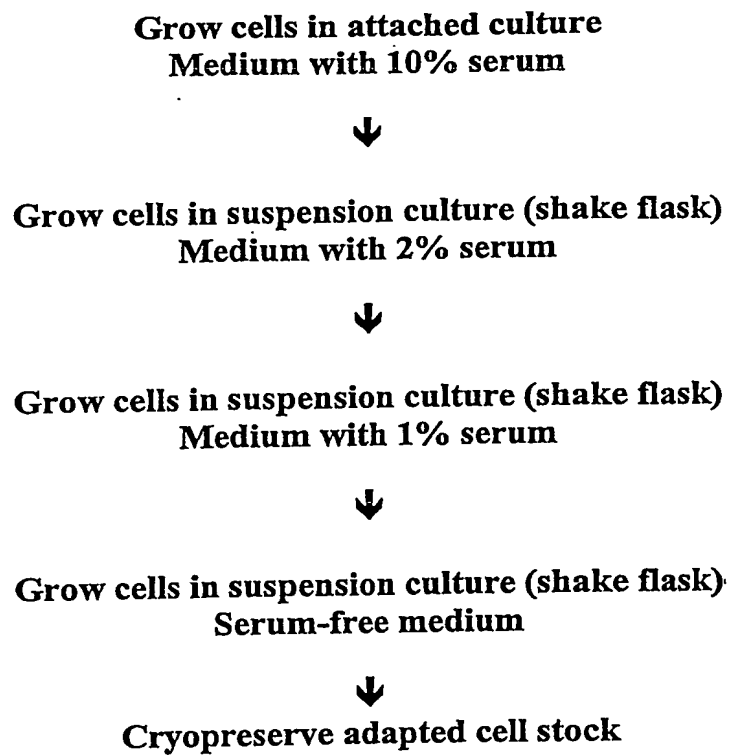 Grow cells in attached culture
Medium with 10% serum
↓
Grow cells in suspension culture (shake flask)
Medium with 2% serum
↓
Grow cells in suspension culture (shake flask)
Medium with 1% serum
↓
Grow cells in suspension culture (shake flask)
Serum-free medium
↓
Cryopreserve adapted cell stock